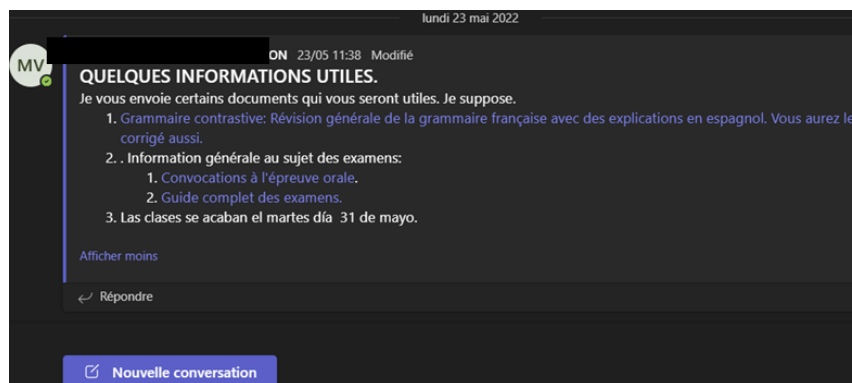 lundi 23 mai 2022
MV
ON 23/05 11:38 Modifié
QUELQUES INFORMATIONS UTILES.
Je vous envoie certains documents qui vous seront utiles. Je suppose.
1. Grammaire contrastive: Révision générale de la grammaire française avec des explications en espagnol. Vous aurez le
corrigé aussi.
2. . Information générale au sujet des examens:
1. Convocations à l'épreuve orale.
2. Guide complet des examens.
3. Las clases se acaban el martes día 31 de mayo.
Afficher moins
Répondre
Nouvelle conversation